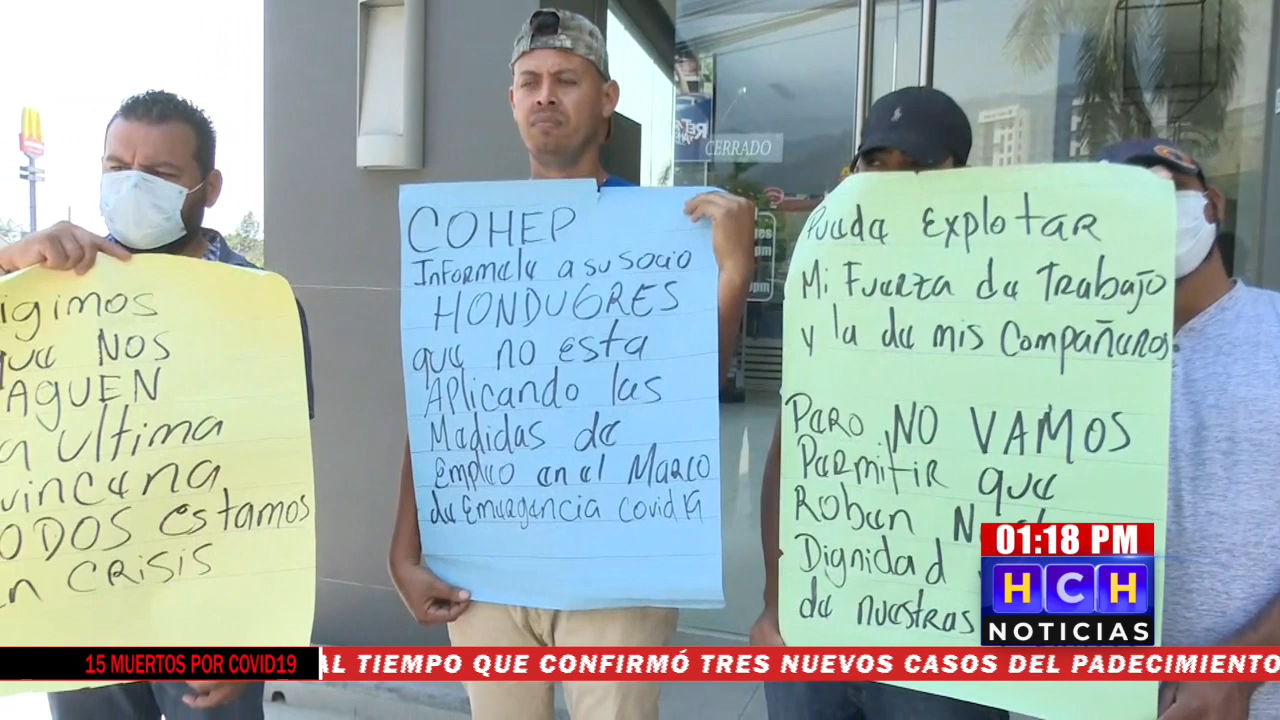 igimos
que NOS
AGUEN
a ultima
uincena
ODOS estamos
n CRISIS
COHEP
Informele a su socio
HONDUGRES
que no esta
Aplicando las
Medidas de
Empleo en el Marco
de Emergencia covid 19
CERRADO
Puede Explotar
Mi Fuerza de Trabajo
y la de mis Compañeros
Pero NO VAMOS
Permitir que
Roben
Dignidad
de nuestras
01:18 PM
HCH
NOTICIAS
15 MUERTOS POR COVID19
AL TIEMPO QUE CONFIRMÓ TRES NUEVOS CASOS DEL PADECIMIENTO